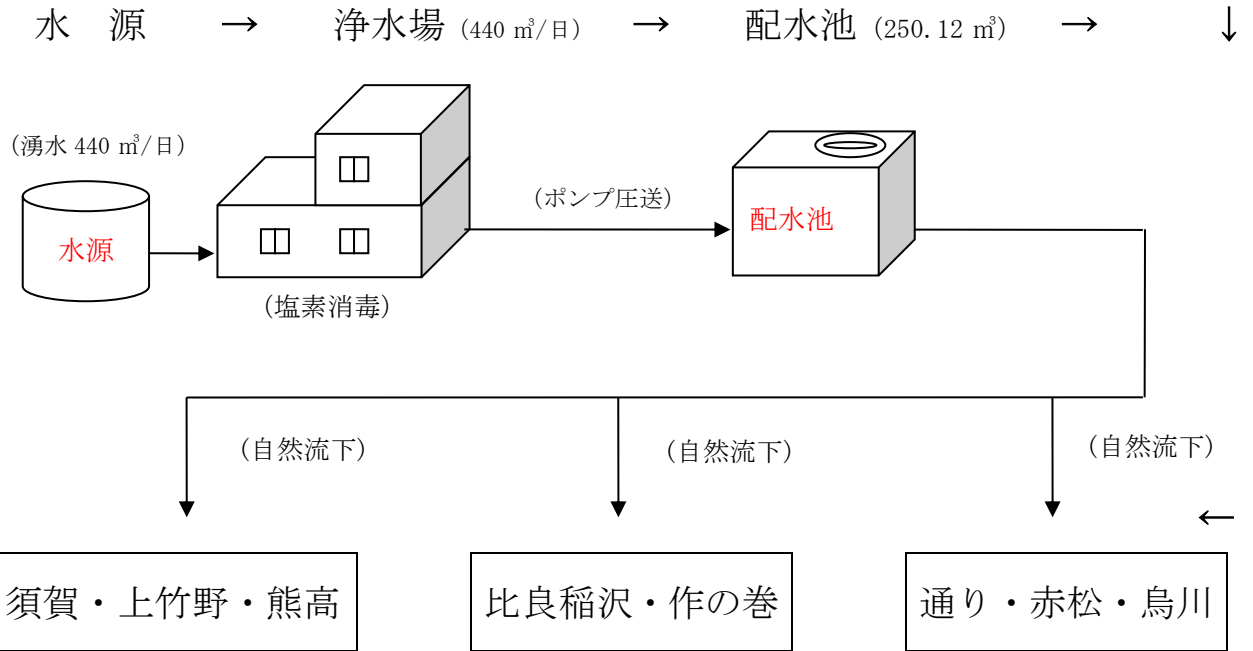 水　源　→　浄水場 (440 ㎥/日)　→　配水池 (250.12 ㎥)　→　↓
(湧水 440 ㎥/日)
(ポンプ圧送)
水源
配水池
(塩素消毒)
(自然流下)
(自然流下)
(自然流下)
←
須賀・上竹野・熊高
比良稲沢・作の巻
通り・赤松・烏川